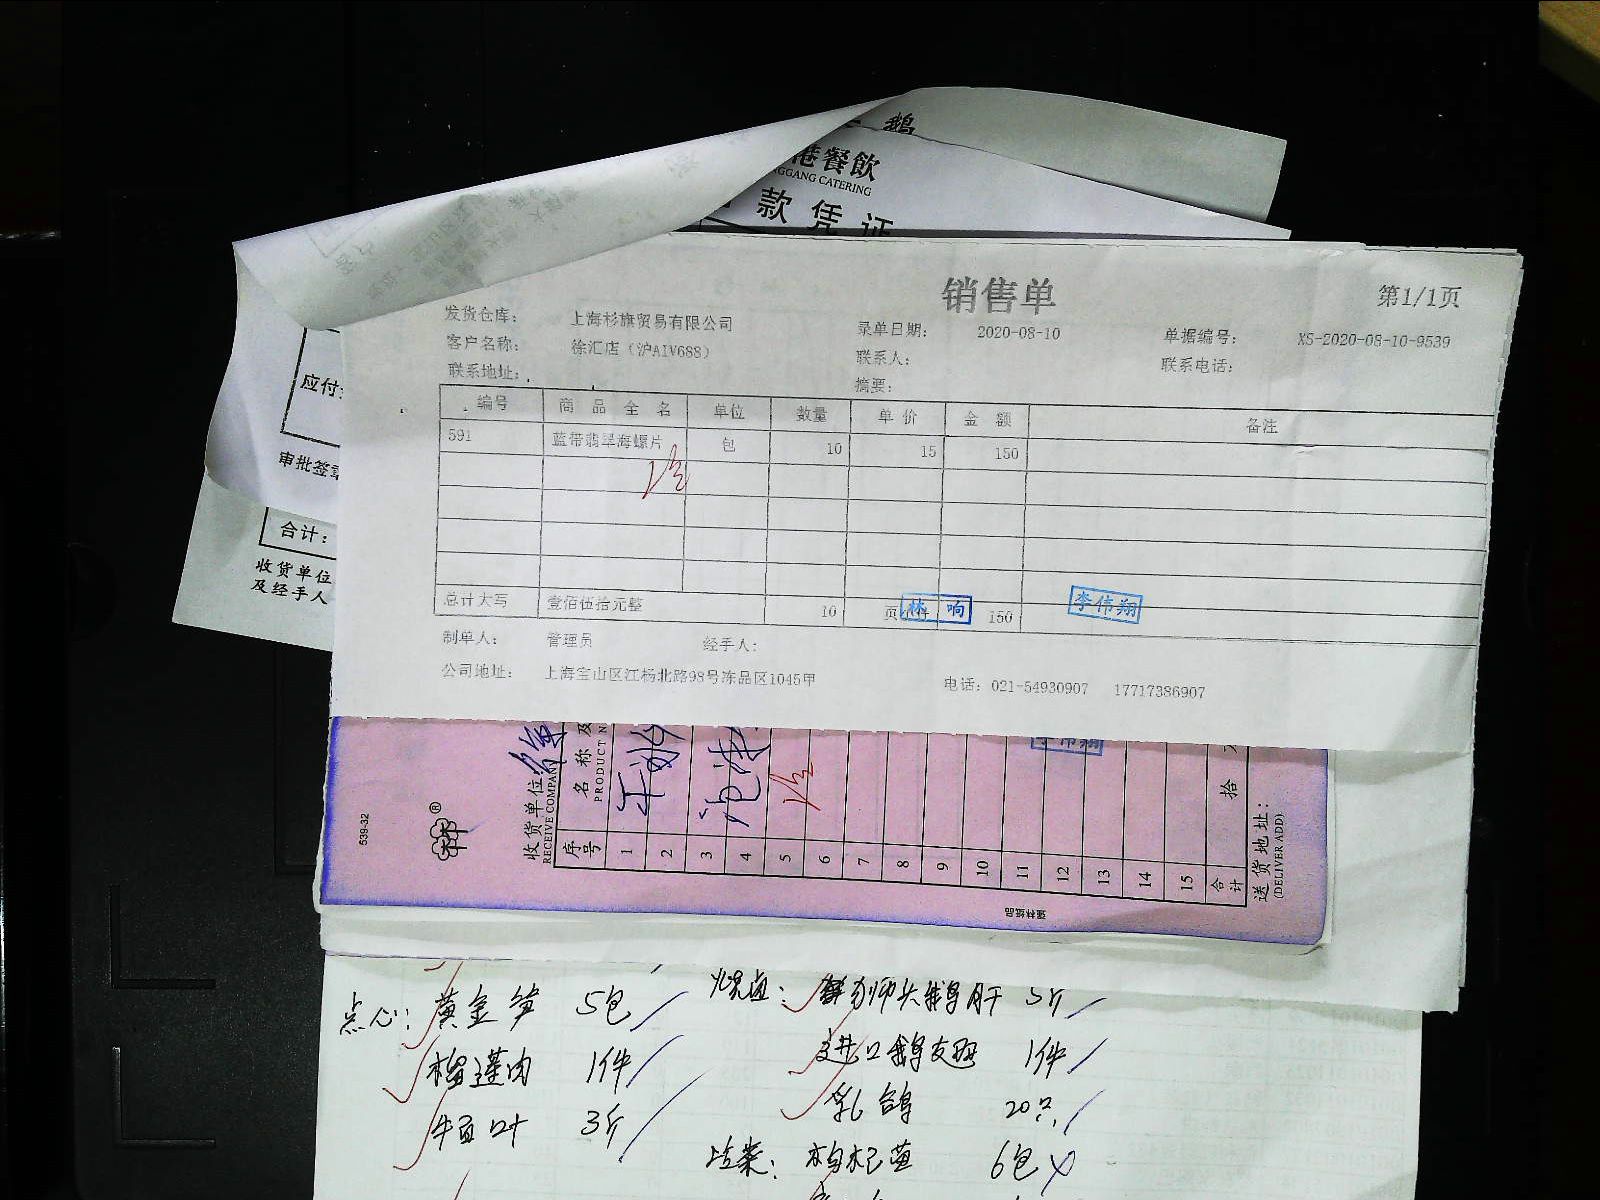 鹅
港餐飲
GGANG CATERING
款凭证
应付
审批签章
合计：
收货单位
及经手人
销售单
第1/1页
发货仓库： 上海杉旗贸易有限公司 录单日期： 2020-08-10 单据编号： XS-2020-08-10-9539
客户名称： 徐汇店（沪AIV688） 联系人： 联系电话：
联系地址： 摘要：
编号 商品全名 单位 数量 单价 金额 备注
591 蓝带翡翠海螺片 包 10 15 150
总计大写 壹佰伍拾元整 10 150
林响
李伟翔
制单人： 管理员 经手人：
公司地址： 上海宝山区江杨北路98号冻品区1045甲 电话：021-54930907 17717386907
539-32
收货单位
RECEIVE COMPANY
序号 名称及
PRODUCT N
1
2
3
4
5
6
7
8
9
10
11
12
13
14
15
合计 拾
送货地址：
(DELIVER ADD):
点心：黄金笋 5包
榴莲肉 1件
3斤
狮头鹅肝 5斤
进口鹅 1件
乳鸽 20只
6包